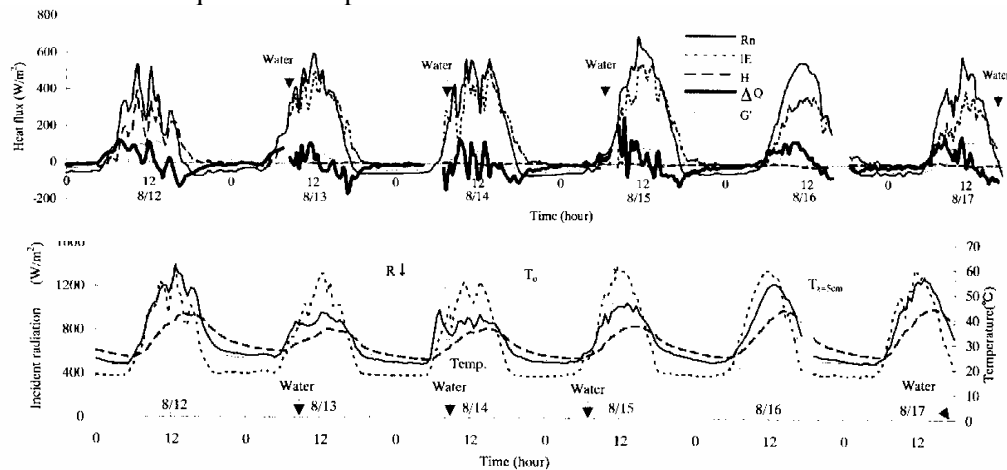 800
600
400
200
0
-200
Heat flux (W/m²)
Water
Water
Water
Water
Rn
lE
H
ΔQ
G'
0 12 0 12 0 12 0 12 0 12 0 12
8/12 8/13 8/14 8/15 8/16 8/17
Time (hour)
1200
800
400
0
Incident radiation (W/m²)
R↓ To Tz=5cm
Temp.
70
60
50
40
30
20
10
0
Temperature(°C)
Water Water Water Water
8/12 8/13 8/14 8/15 8/16 8/17
0 12 0 12 0 12 0 12 0 12 0 12
Time (hour)